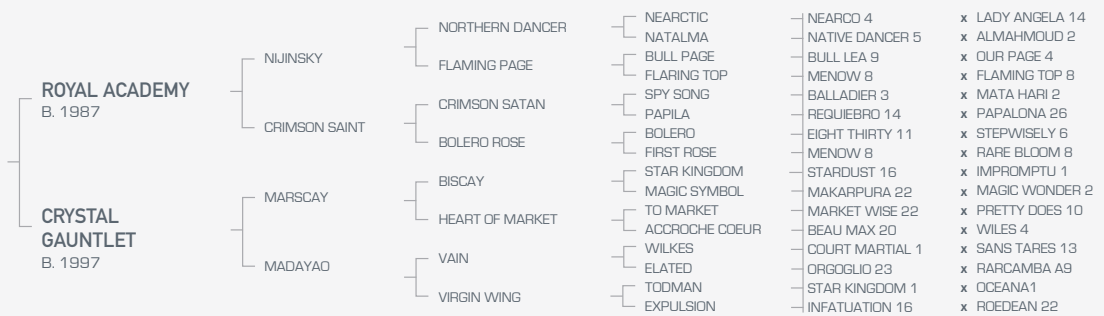 ROYAL ACADEMY
B. 1987
CRYSTAL
GAUNTLET
B. 1997
NIJINSKY
CRIMSON SAINT
MARSCAY
MADAYAO
NORTHERN DANCER
FLAMING PAGE
CRIMSON SATAN
BOLERO ROSE
BISCAY
HEART OF MARKET
VAIN
VIRGIN WING
NEARCTIC
NATALMA
BULL PAGE
FLARING TOP
SPY SONG
PAPILA
BOLERO
FIRST ROSE
STAR KINGDOM
MAGIC SYMBOL
TO MARKET
ACCROCHE COEUR
WILKES
ELATED
TODMAN
EXPULSION
NEARCO 4 x LADY ANGELA 14
NATIVE DANCER 5 x ALMAHMOUD 2
BULL LEA 9 x OUR PAGE 4
MENOW 8 x FLAMING TOP 8
BALLADIER 3 x MATA HARI 2
REQUIEBRO 14 x PAPALONA 26
EIGHT THIRTY 11 x STEPWISELY 6
MENOW 8 x RARE BLOOM 8
STARDUST 16 x IMPROMPTU 1
MAKARPURA 22 x MAGIC WONDER 2
MARKET WISE 22 x PRETTY DOES 10
BEAU MAX 20 x WILES 4
COURT MARTIAL 1 x SANS TARES 13
ORGOGLIO 23 x RARCAMBA A9
STAR KINGDOM 1 x OCEANA1
INFATUATION 16 x ROEDEAN 22